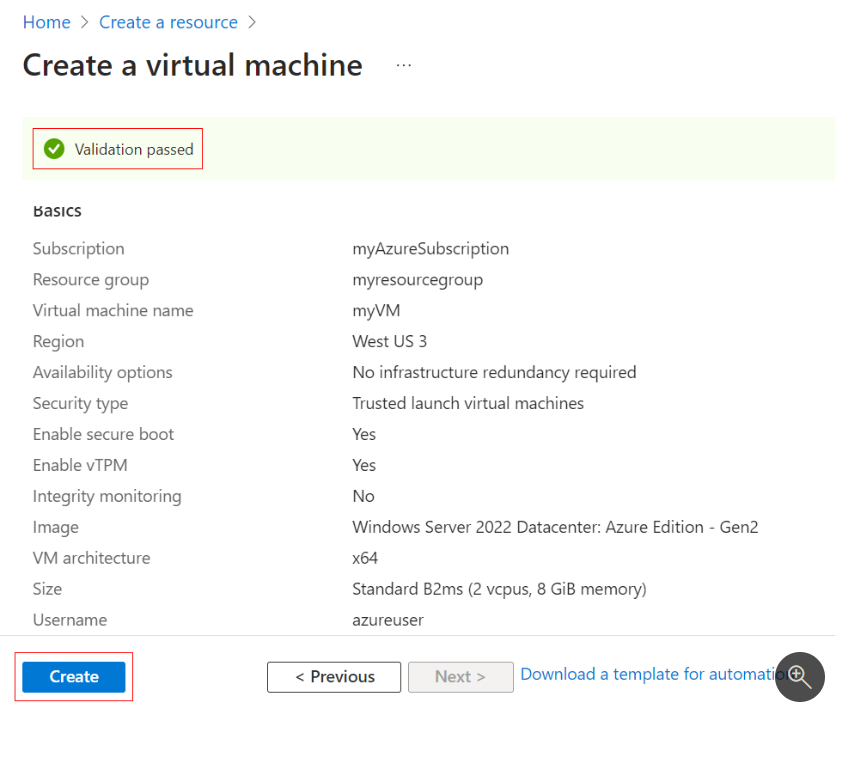 Home > Create a resource >
Create a virtual machine ...
Validation passed
Basics
Subscription myAzureSubscription
Resource group myresourcegroup
Virtual machine name myVM
Region West US 3
Availability options No infrastructure redundancy required
Security type Trusted launch virtual machines
Enable secure boot Yes
Enable vTPM Yes
Integrity monitoring No
Image Windows Server 2022 Datacenter: Azure Edition - Gen2
VM architecture x64
Size Standard B2ms (2 vcpus, 8 GiB memory)
Username azureuser
Create < Previous Next > Download a template for automation